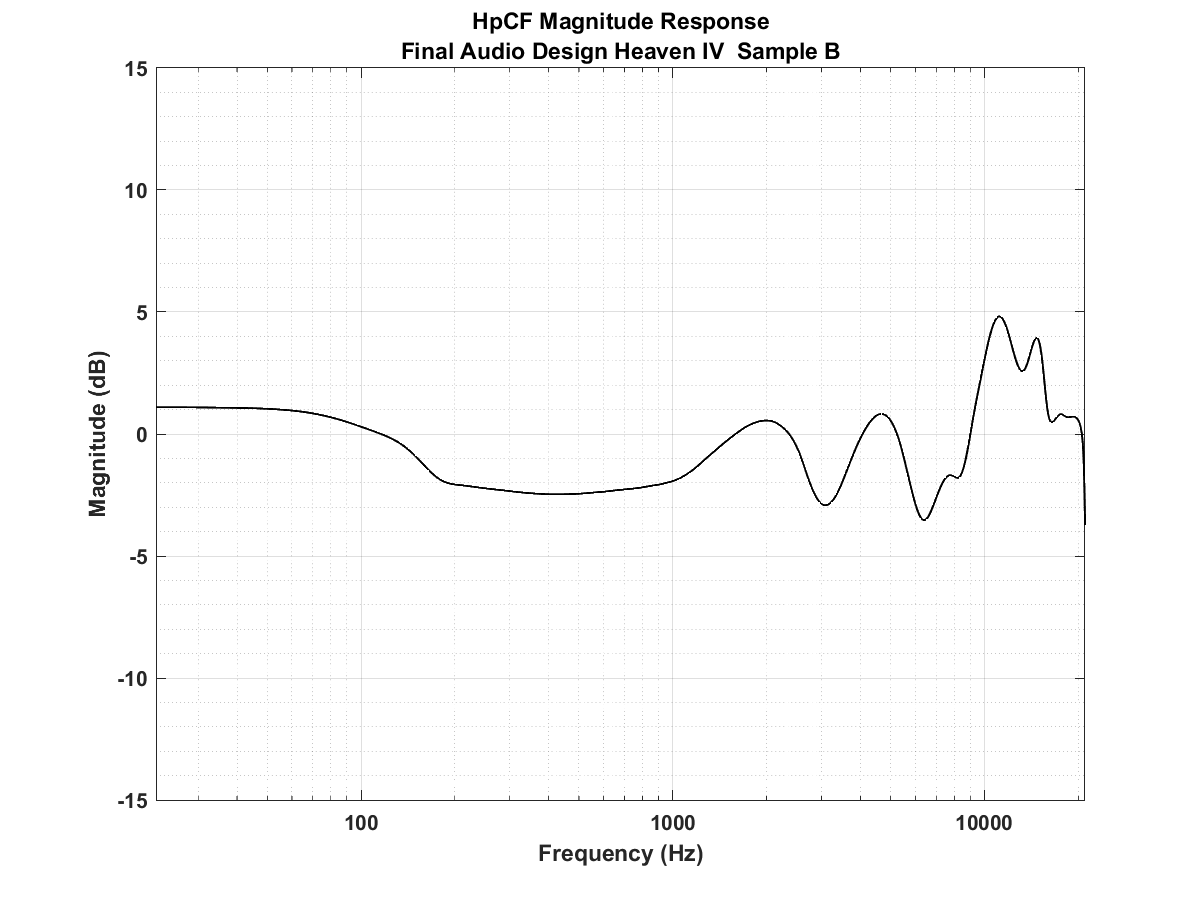 HpCF Magnitude Response
Final Audio Design Heaven IV  Sample B
15
10
5
0
-5
-10
-15
Magnitude (dB)
100
1000
10000
Frequency (Hz)